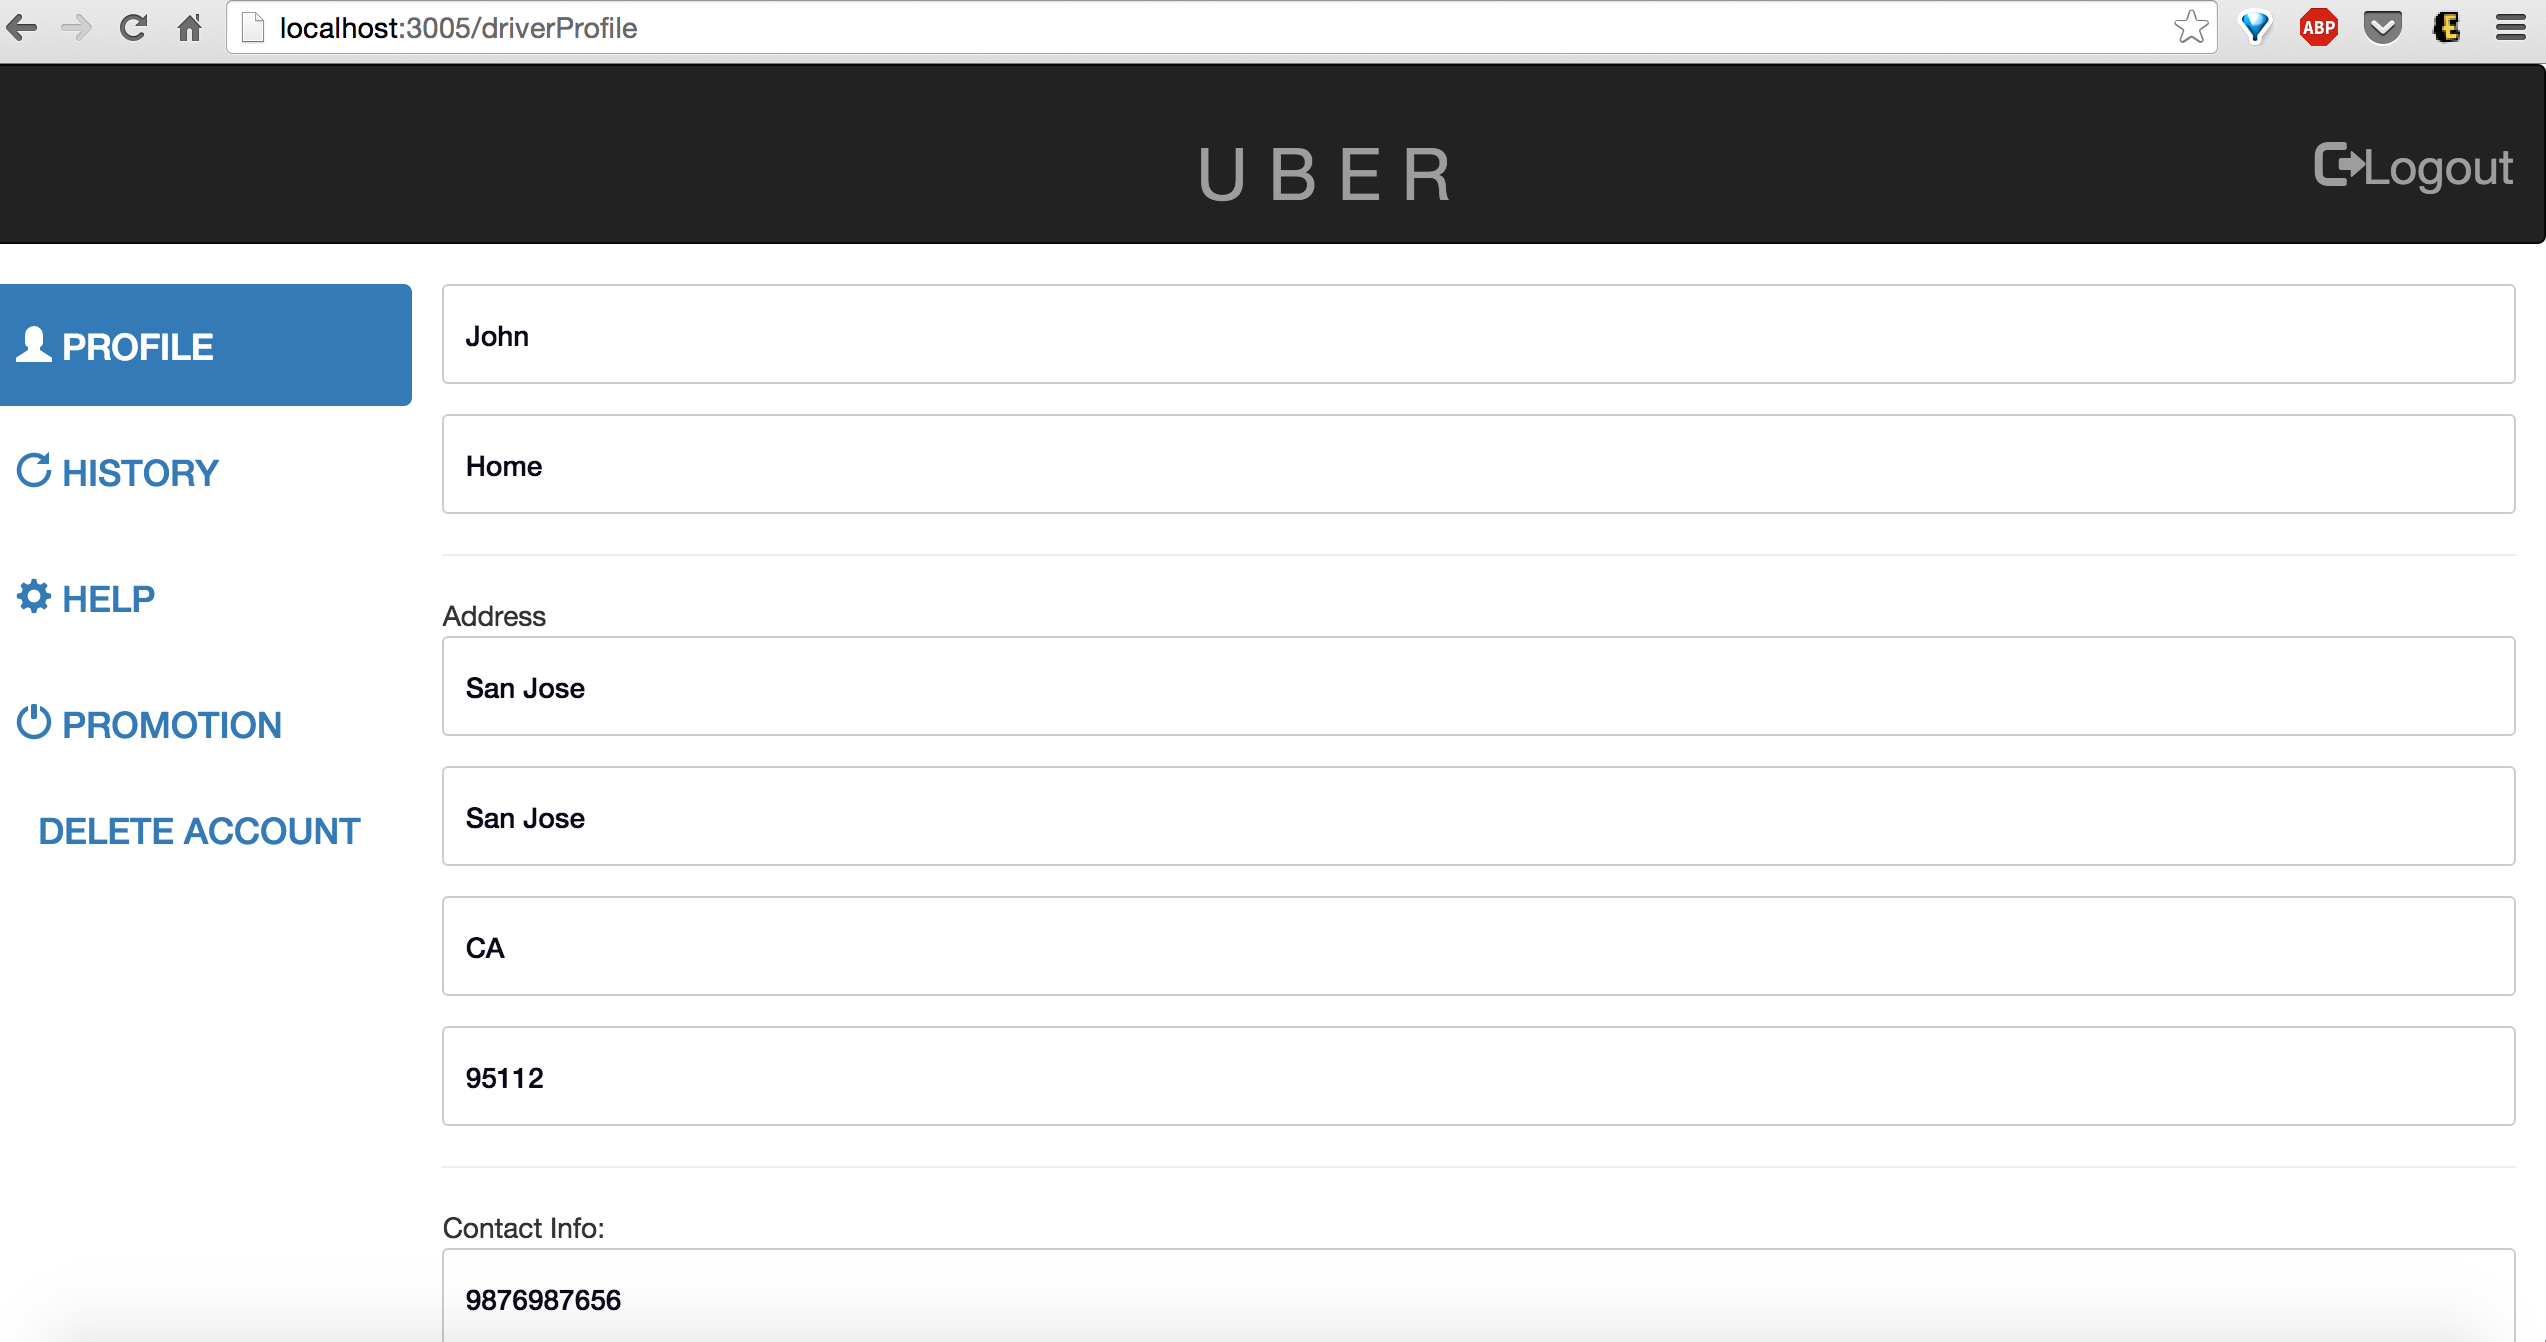 localhost:3005/driverProfile
ABP
E
UBER
Logout
PROFILE
HISTORY
HELP
PROMOTION
DELETE ACCOUNT
John
Home
Address
San Jose
San Jose
CA
95112
Contact Info:
9876987656